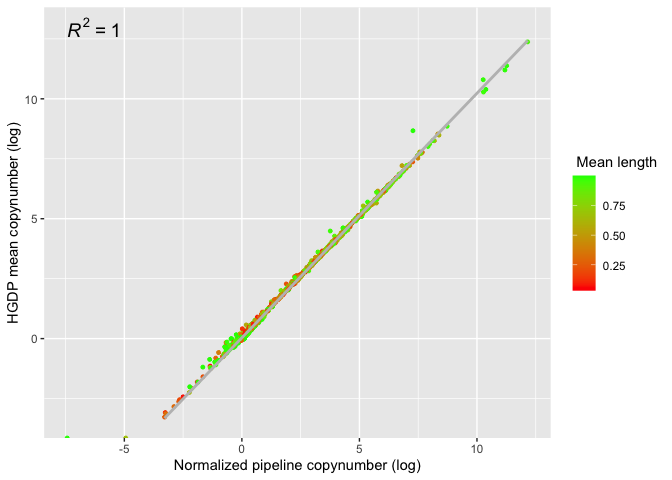 R² = 1
10
5
0
-5
0
5
10
HGDP mean copynumber (log)
Normalized pipeline copynumber (log)
Mean length
0.75
0.50
0.25